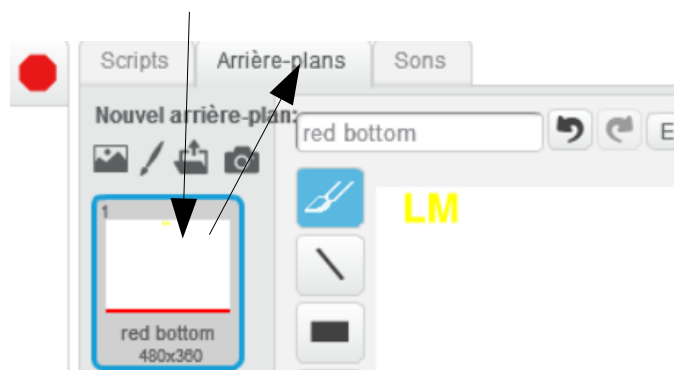 Scripts Arrière-plans Sons
Nouvel arrière-plan:
red bottom
E
LM
1
red bottom
480x360